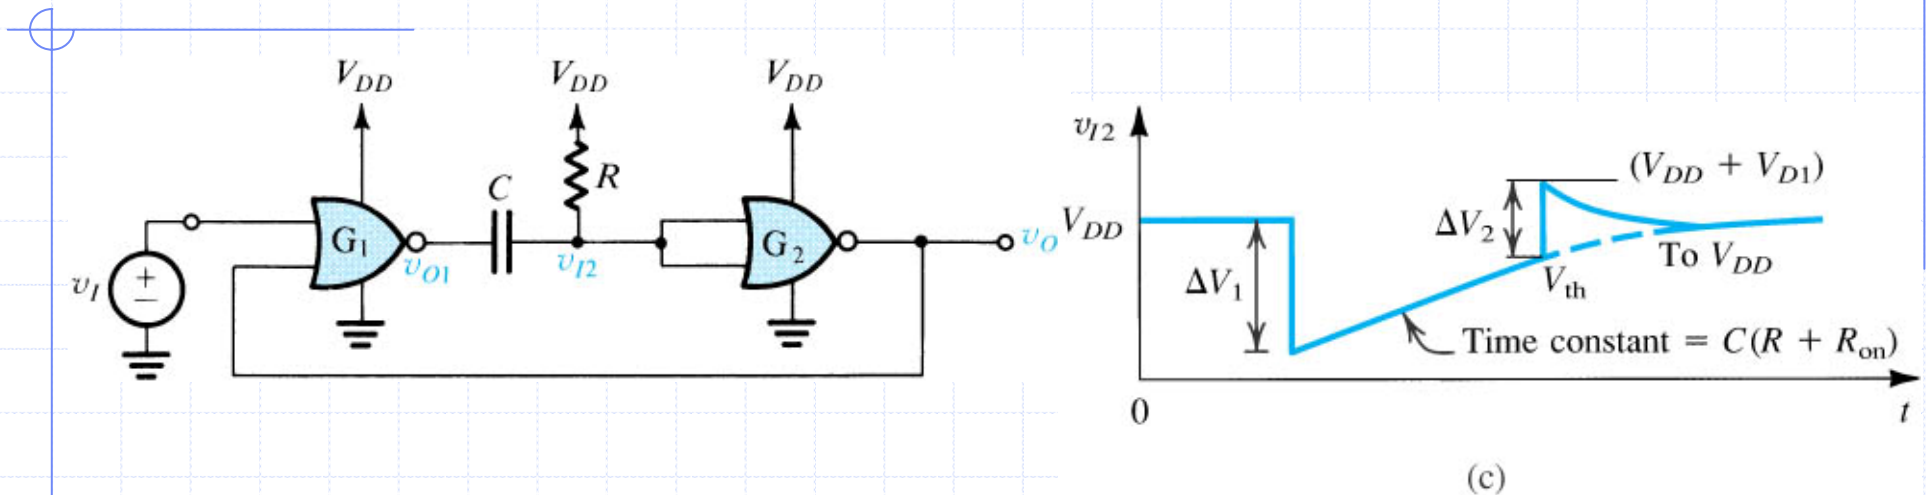 V_DD V_DD V_DD
C R
G₁ G₂
v_I + −
v_O1 v_I2 v_O
v_I2
V_DD
(V_DD + V_D1)
ΔV₁
ΔV₂
V_th
To V_DD
Time constant = C(R + R_on)
0 t
(c)